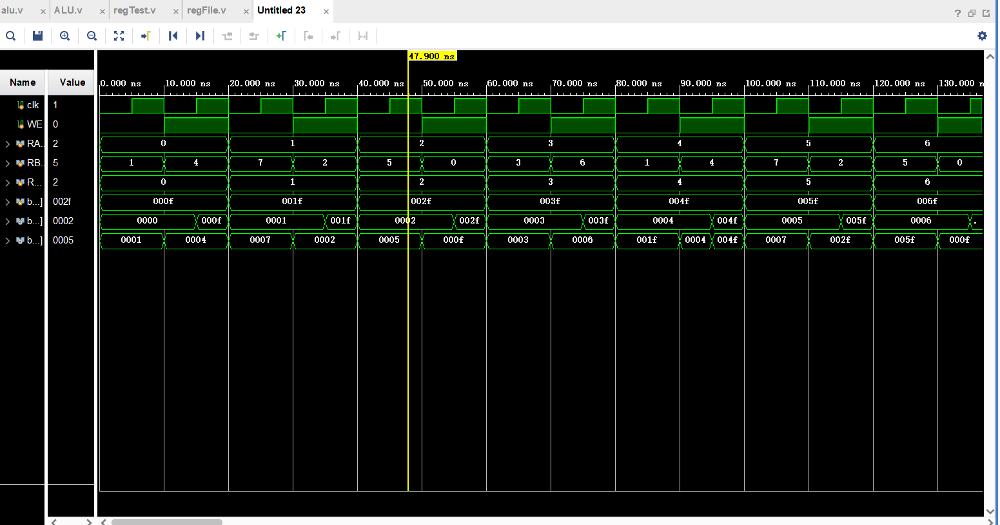 alu.v × ALU.v × regTest.v × regFile.v × Untitled 23 ×
?
47.900 ns
Name Value 0.000 ns 10.000 ns 20.000 ns 30.000 ns 40.000 ns 50.000 ns 60.000 ns 70.000 ns 80.000 ns 90.000 ns 100.000 ns 110.000 ns 120.000 ns 130.000 n
clk 1
WE 0
RA.. 2 0 1 2 3 4 5 6
RB. 5 1 4 7 2 5 0 3 6 1 4 7 2 5 0
R... 2 0 1 2 3 4 5 6
b...] 002f 000f 001f 002f 003f 004f 005f 006f
b...] 0002 0000 000f 0001 001f 0002 002f 0003 003f 0004 004f 0005 005f 0006 .
b...] 0005 0001 0004 0007 0002 0005 000f 0003 0006 001f 0004 004f 0007 002f 005f 000f